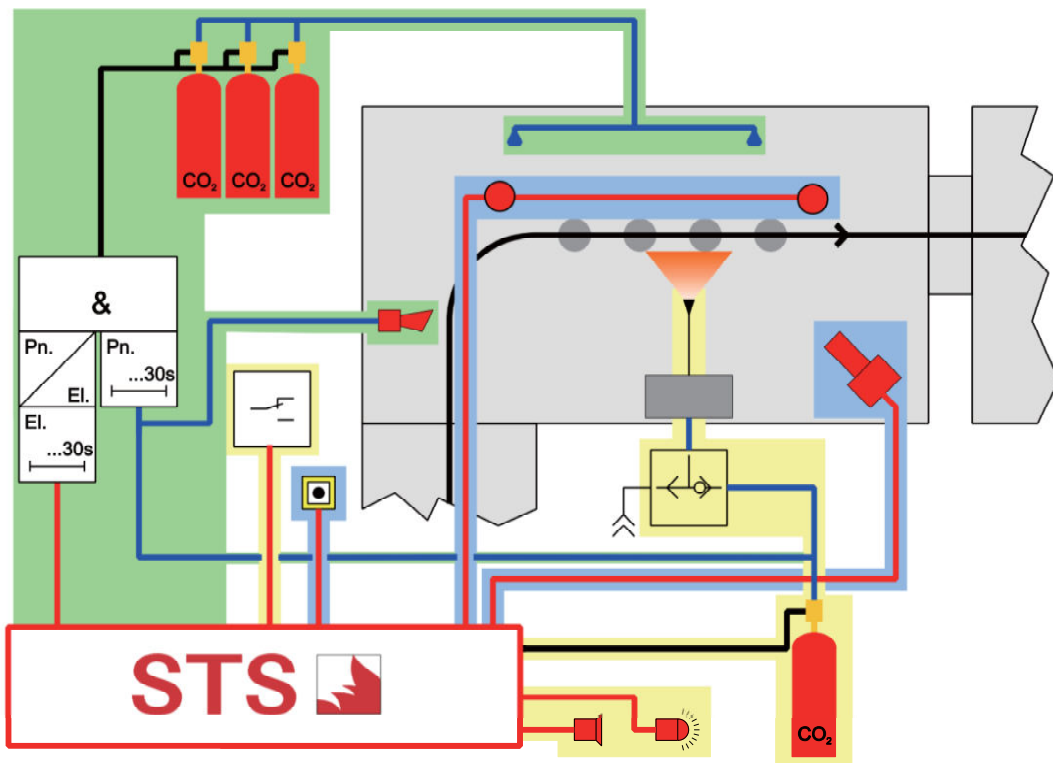 CO₂ CO₂ CO₂
&
Pn.
El.
Pn.
...30s
El.
...30s
STS
CO₂